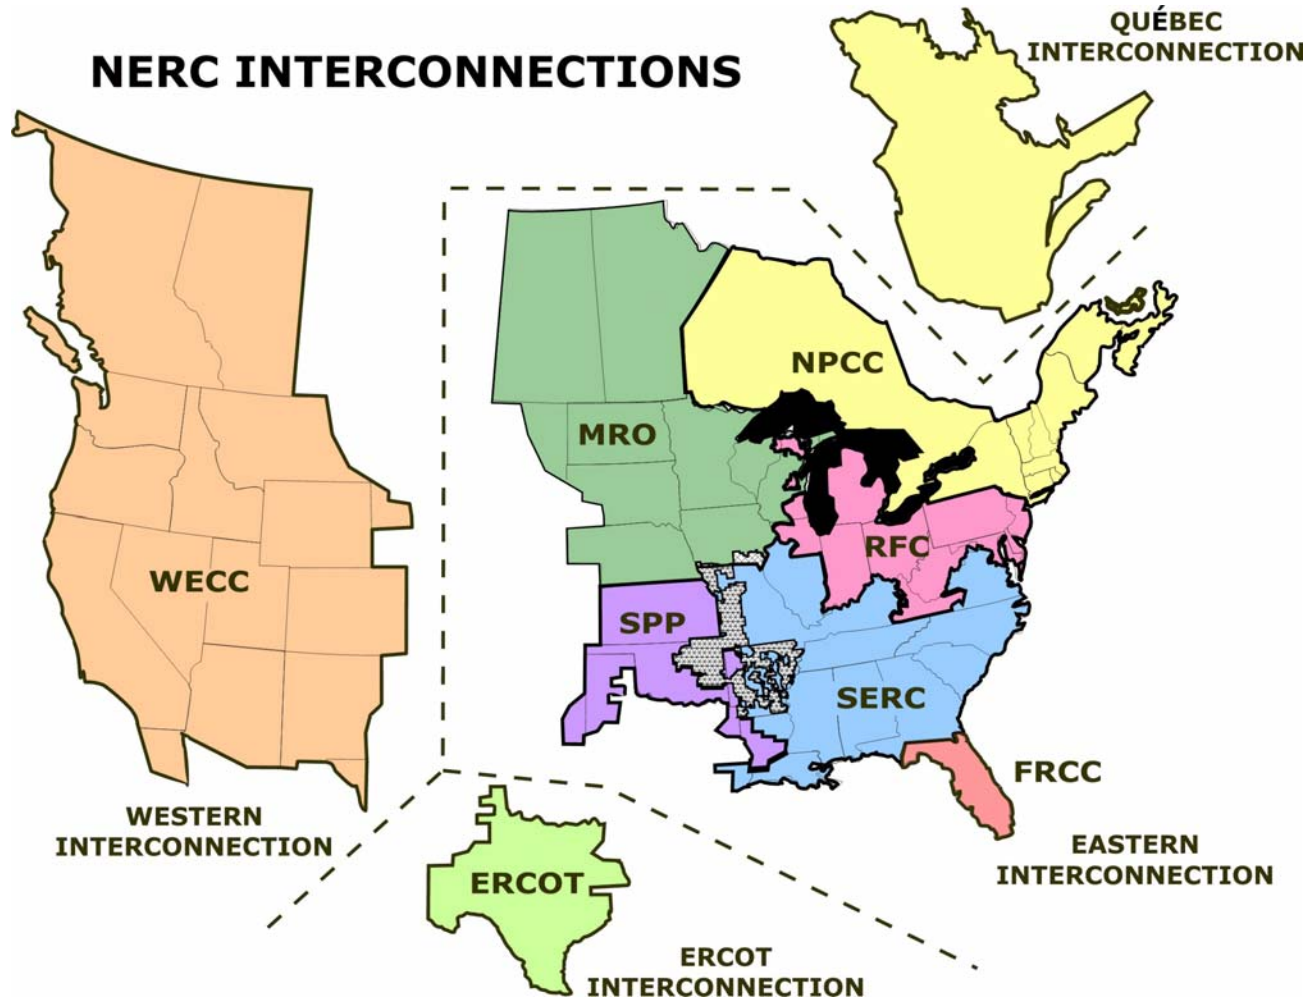 QUÉBEC
INTERCONNECTION
NERC INTERCONNECTIONS
NPCC
MRO
RFC
WECC
SPP
SERC
FRCC
WESTERN
INTERCONNECTION
EASTERN
INTERCONNECTION
ERCOT
ERCOT
INTERCONNECTION